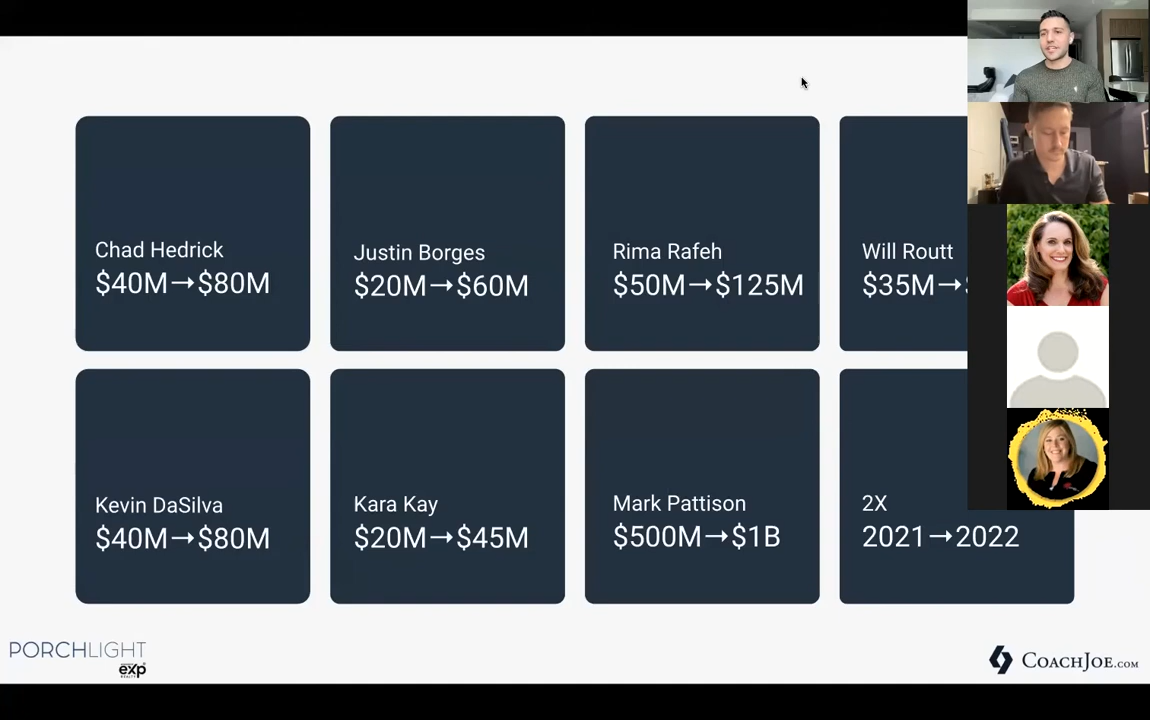 Chad Hedrick
$40M→$80M
Justin Borges
$20M→$60M
Rima Rafeh
$50M→$125M
Will Routt
$35M→
Kevin DaSilva
$40M→$80M
Kara Kay
$20M→$45M
Mark Pattison
$500M→$1B
2X
2021→2022
PORCHLIGHT
exp
COACHJOE.COM